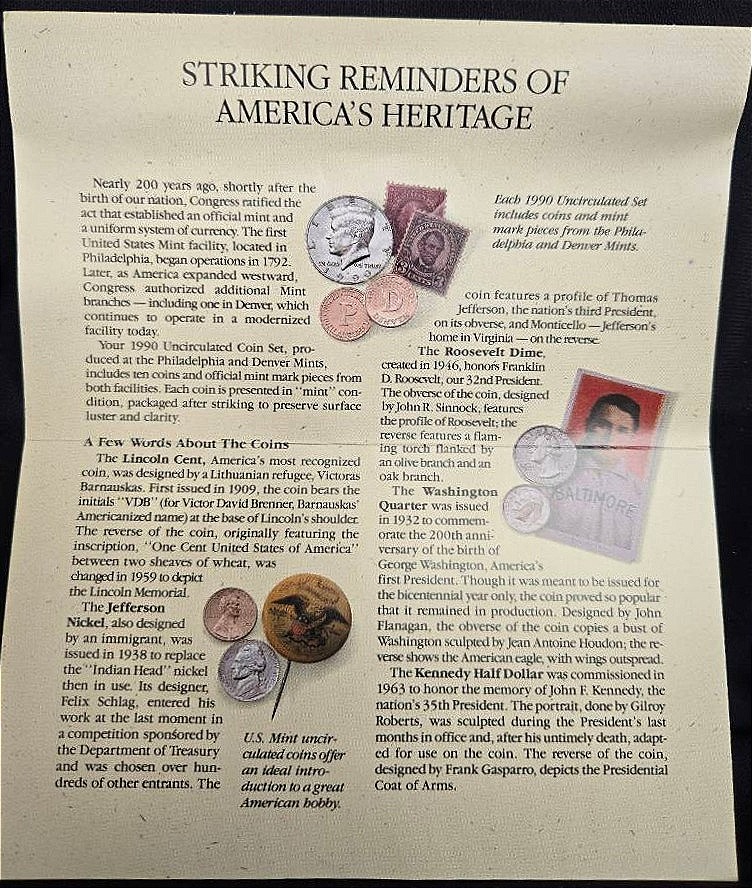 STRIKING REMINDERS OF
AMERICA'S HERITAGE
Nearly 200 years ago, shortly after the
birth of our nation, Congress ratified the
act that established an official mint and
a uniform system of currency. The first
United States Mint facility, located in
Philadelphia, began operations in 1792.
Later, as America expanded westward,
Congress authorized additional Mint
branches — including one in Denver, which
continues to operate in a modernized
facility today.
Your 1990 Uncirculated Coin Set, pro-
duced at the Philadelphia and Denver Mints,
includes ten coins and official mint mark pieces from
both facilities. Each coin is presented in "mint" con-
dition, packaged after striking to preserve surface
luster and clarity.
A Few Words About The Coins
The Lincoln Cent, America's most recognized
coin, was designed by a Lithuanian refugee, Victoras
Barnauskas. First issued in 1909, the coin bears the
initials "VDB" (for Victor David Brenner, Barnauskas'
Americanized name) at the base of Lincoln's shoulder.
The reverse of the coin, originally featuring the
inscription, "One Cent United States of America"
between two sheaves of wheat, was
changed in 1959 to depict
the Lincoln Memorial.
The Jefferson
Nickel, also designed
by an immigrant, was
issued in 1938 to replace
the "Indian Head" nickel
then in use. Its designer,
Felix Schlag, entered his
work at the last moment in
a competition sponsored by
the Department of Treasury
and was chosen over hun-
dreds of other entrants. The
U.S. Mint uncir-
culated coins offer
an ideal intro-
duction to a great
American hobby.
Each 1990 Uncirculated Set
includes coins and mint
mark pieces from the Phila-
delphia and Denver Mints.
coin features a profile of Thomas
Jefferson, the nation's third President,
on its obverse, and Monticello — Jefferson's
home in Virginia — on the reverse.
The Roosevelt Dime,
created in 1946, honors Franklin
D. Roosevelt, our 32nd President.
The obverse of the coin, designed
by John R. Sinnock, features
the profile of Roosevelt; the
reverse features a flam-
ing torch flanked by
an olive branch and an
oak branch.
The Washington
Quarter was issued
in 1932 to commem-
orate the 200th anni-
versary of the birth of
George Washington, America's
first President. Though it was meant to be issued for
the bicentennial year only, the coin proved so popular
that it remained in production. Designed by John
Flanagan, the obverse of the coin copies a bust of
Washington sculpted by Jean Antoine Houdon; the re-
verse shows the American eagle, with wings outspread.
The Kennedy Half Dollar was commissioned in
1963 to honor the memory of John F. Kennedy, the
nation's 35th President. The portrait, done by Gilroy
Roberts, was sculpted during the President's last
months in office and, after his untimely death, adapt-
ed for use on the coin. The reverse of the coin,
designed by Frank Gasparro, depicts the Presidential
Coat of Arms.
P
D
BALTIMORE